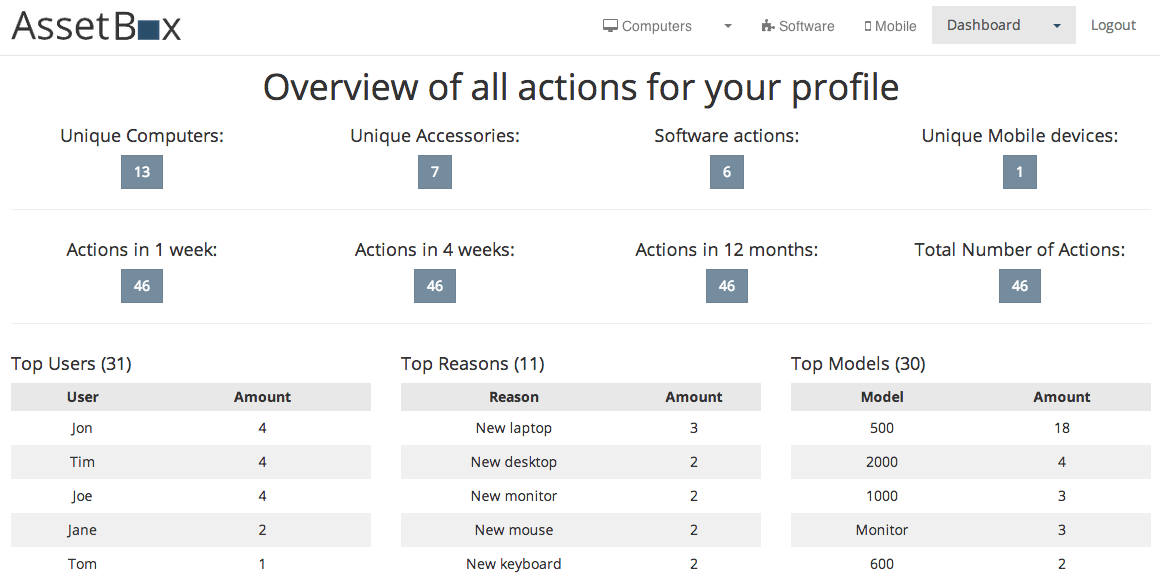 AssetBox
Computers Software Mobile Dashboard Logout
Overview of all actions for your profile
Unique Computers: Unique Accessories: Software actions: Unique Mobile devices:
13 7 6 1
Actions in 1 week: Actions in 4 weeks: Actions in 12 months: Total Number of Actions:
46 46 46 46
Top Users (31) Top Reasons (11) Top Models (30)
User Amount Reason Amount Model Amount
Jon 4 New laptop 3 500 18
Tim 4 New desktop 2 2000 4
Joe 4 New monitor 2 1000 3
Jane 2 New mouse 2 Monitor 3
Tom 1 New keyboard 2 600 2